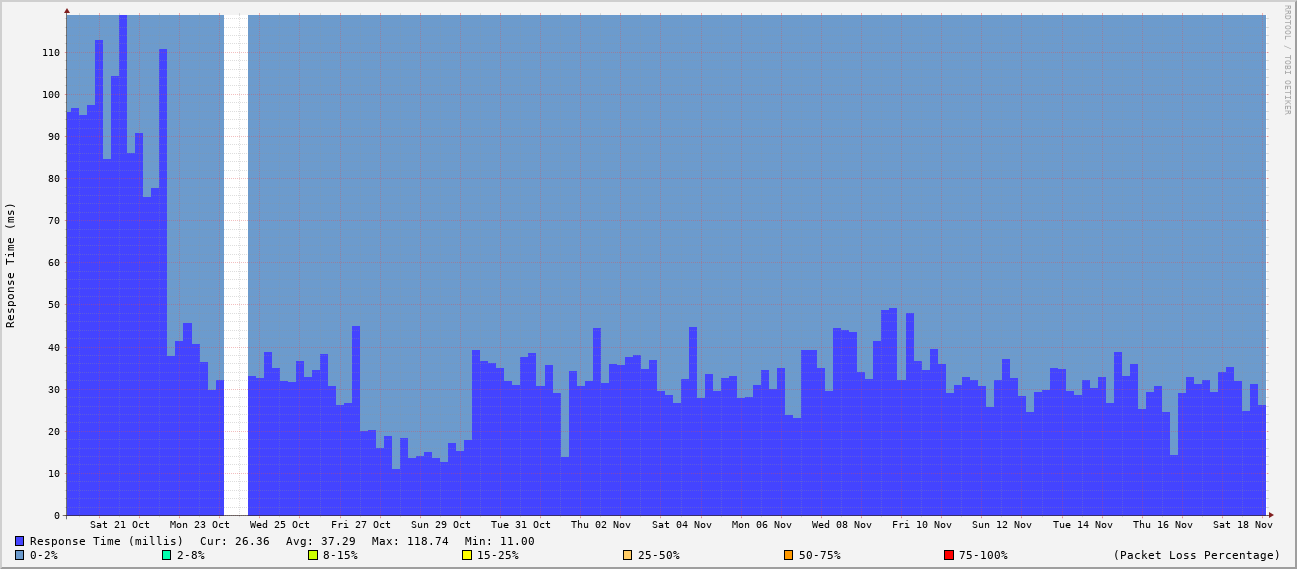 RRDTOOL / TOBI OETIKER
Response Time (ms)
110
100
90
80
70
60
50
40
30
20
10
0
Sat 21 Oct Mon 23 Oct Wed 25 Oct Fri 27 Oct Sun 29 Oct Tue 31 Oct Thu 02 Nov Sat 04 Nov Mon 06 Nov Wed 08 Nov Fri 10 Nov Sun 12 Nov Tue 14 Nov Thu 16 Nov Sat 18 Nov
Response Time (millis) Cur: 26.36 Avg: 37.29 Max: 118.74 Min: 11.00
0-2% 2-8% 8-15% 15-25% 25-50% 50-75% 75-100% (Packet Loss Percentage)